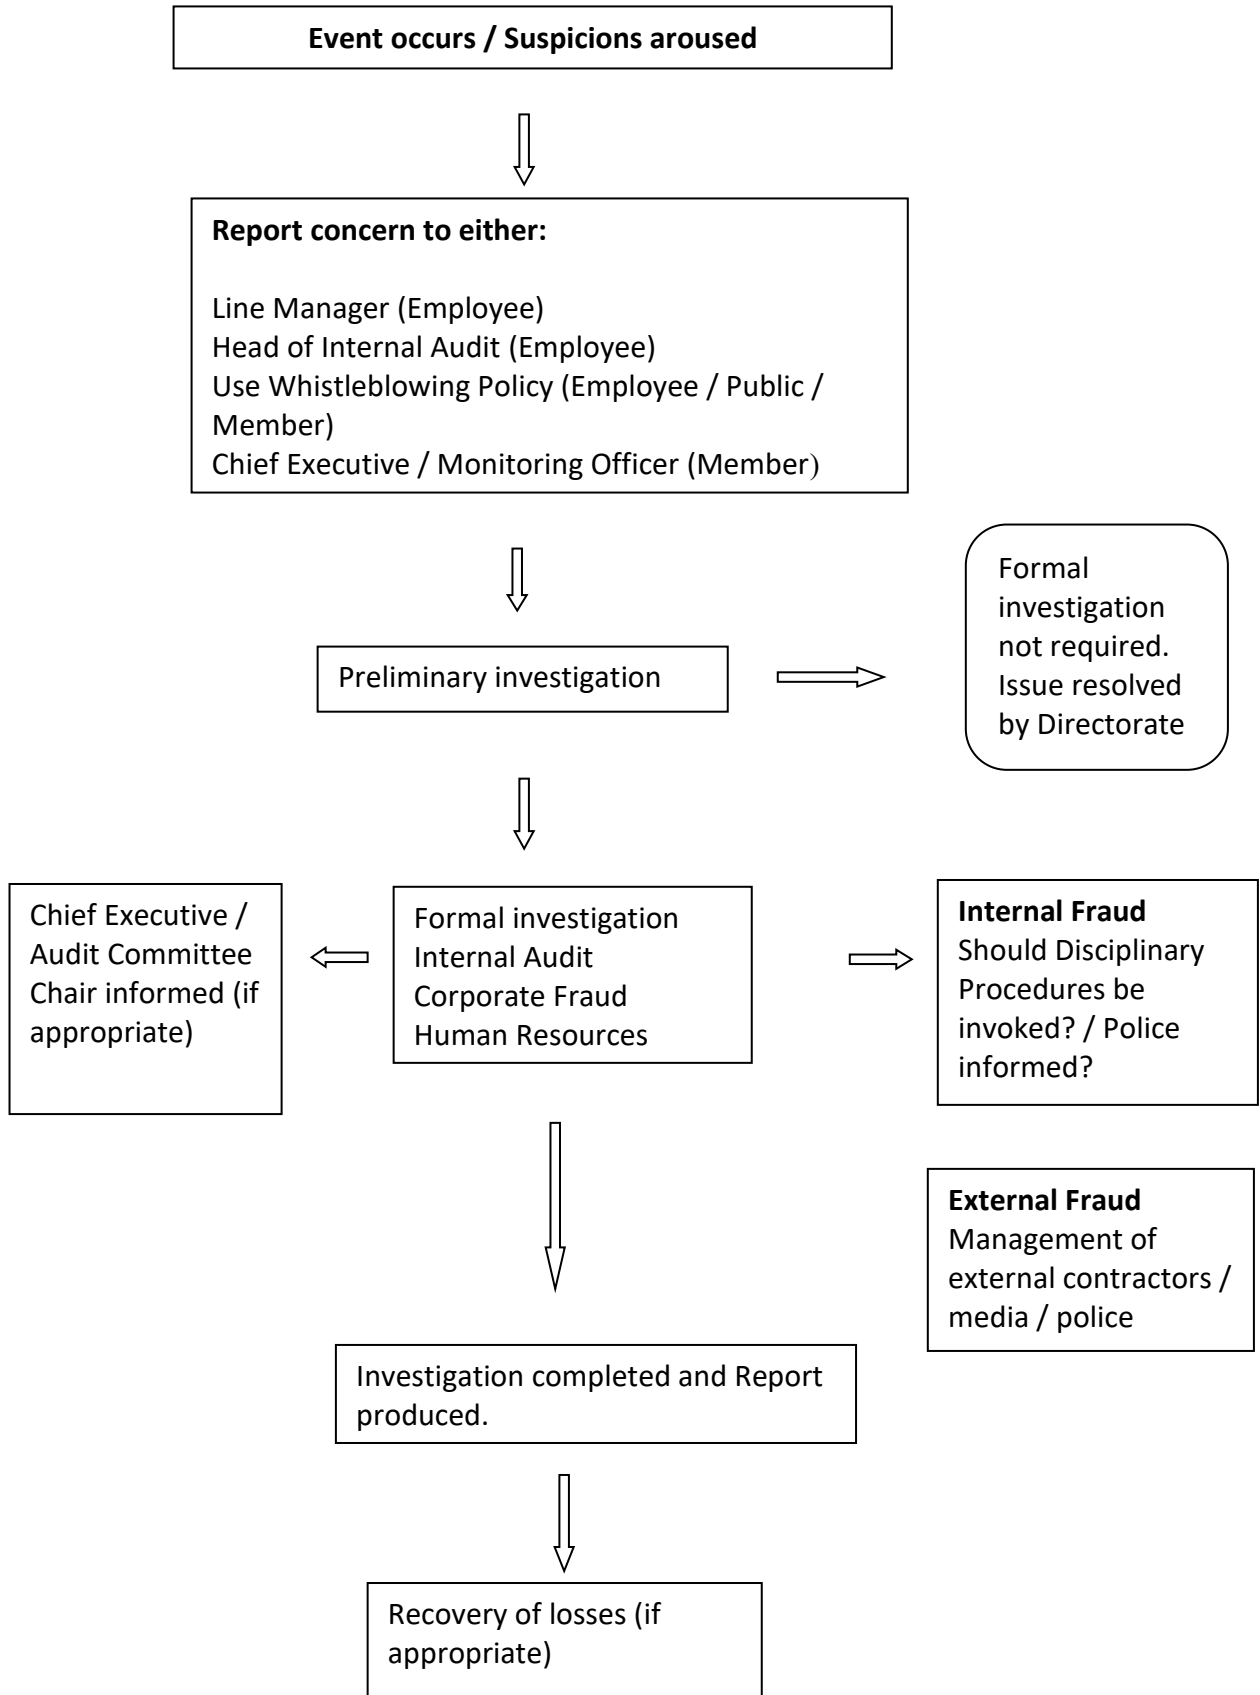 Event occurs / Suspicions aroused
Report concern to either:
Line Manager (Employee)
Head of Internal Audit (Employee)
Use Whistleblowing Policy (Employee / Public /
Member)
Chief Executive / Monitoring Officer (Member)
Formal
investigation
not required.
Issue resolved
by Directorate
Preliminary investigation
Chief Executive /
Audit Committee
Chair informed (if
appropriate)
Formal investigation
Internal Audit
Corporate Fraud
Human Resources
Internal Fraud
Should Disciplinary
Procedures be
invoked? / Police
informed?
External Fraud
Management of
external contractors /
media / police
Investigation completed and Report
produced.
Recovery of losses (if
appropriate)